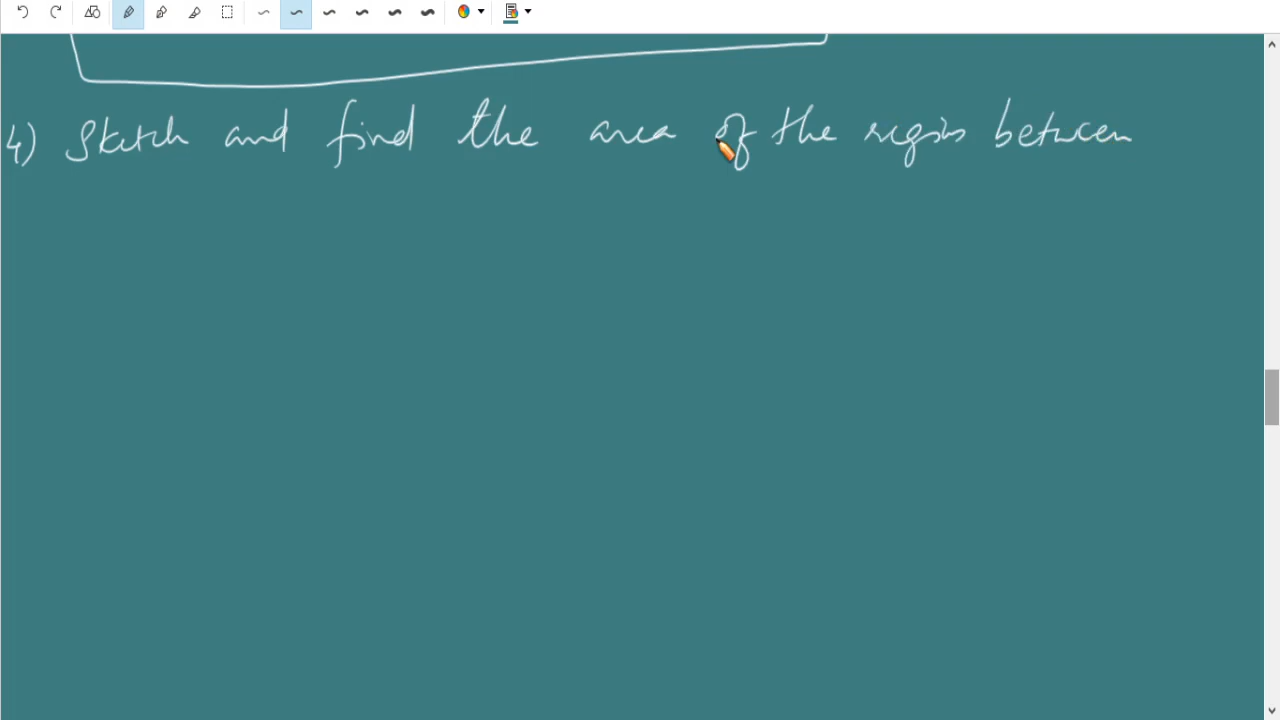 4) Sketch and find the area of the region between